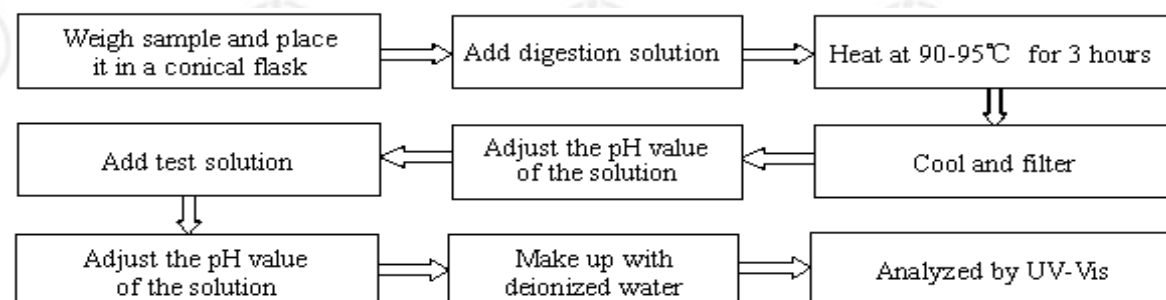 Weigh sample and place
it in a conical flask
Add digestion solution
Heat at 90-95℃ for 3 hours
Cool and filter
Adjust the pH value
of the solution
Add test solution
Adjust the pH value
of the solution
Make up with
deionized water
Analyzed by UV-Vis